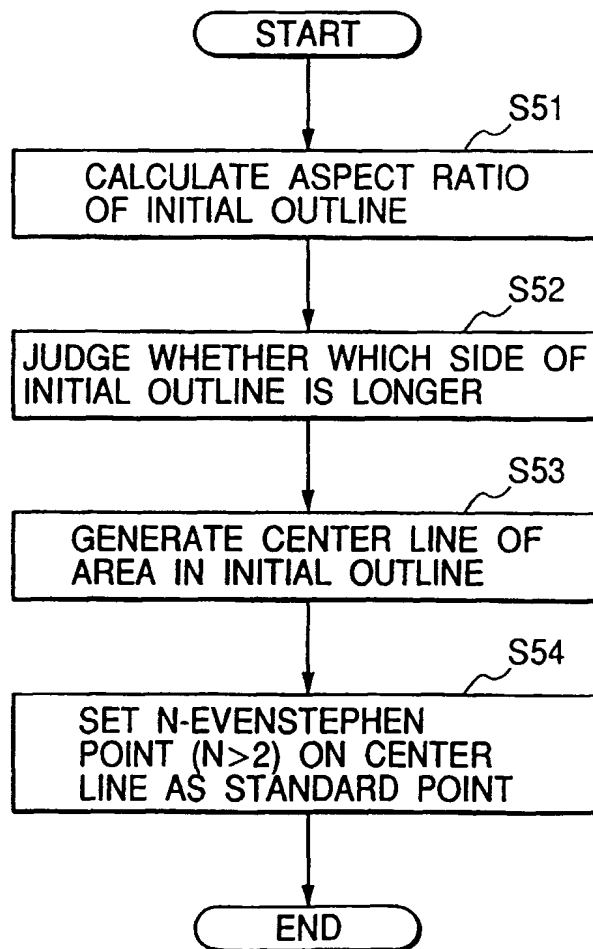 START
S51
CALCULATE ASPECT RATIO
OF INITIAL OUTLINE
S52
JUDGE WHETHER WHICH SIDE OF
INITIAL OUTLINE IS LONGER
S53
GENERATE CENTER LINE OF
AREA IN INITIAL OUTLINE
S54
SET N-EVENSTEPHEN
POINT (N>2) ON CENTER
LINE AS STANDARD POINT
END